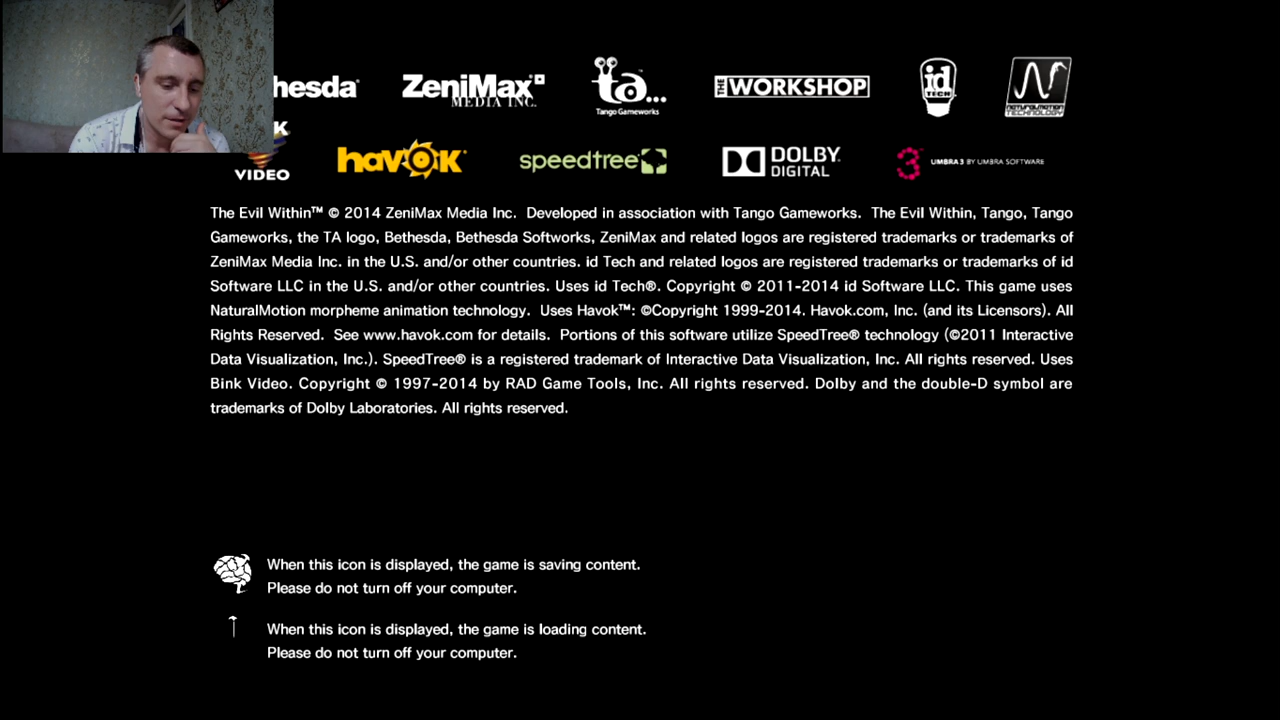 hesda
ZeniMax
MEDIA INC.
ta...
Tango Gameworks
THE WORKSHOP
id
TECH
NATURALMOTION
TECHNOLOGY
K
VIDEO
havok
speedtree
DOLBY
DIGITAL
3
UMBRA 3 BY UMBRA SOFTWARE
The Evil Within™ © 2014 ZeniMax Media Inc. Developed in association with Tango Gameworks. The Evil Within, Tango, Tango
Gameworks, the TA logo, Bethesda, Bethesda Softworks, ZeniMax and related logos are registered trademarks or trademarks of
ZeniMax Media Inc. in the U.S. and/or other countries. id Tech and related logos are registered trademarks or trademarks of id
Software LLC in the U.S. and/or other countries. Uses id Tech®. Copyright © 2011-2014 id Software LLC. This game uses
NaturalMotion morpheme animation technology. Uses Havok™: ©Copyright 1999-2014. Havok.com, Inc. (and its Licensors). All
Rights Reserved. See www.havok.com for details. Portions of this software utilize SpeedTree® technology (©2011 Interactive
Data Visualization, Inc.). SpeedTree® is a registered trademark of Interactive Data Visualization, Inc. All rights reserved. Uses
Bink Video. Copyright © 1997-2014 by RAD Game Tools, Inc. All rights reserved. Dolby and the double-D symbol are
trademarks of Dolby Laboratories. All rights reserved.
When this icon is displayed, the game is saving content.
Please do not turn off your computer.
When this icon is displayed, the game is loading content.
Please do not turn off your computer.